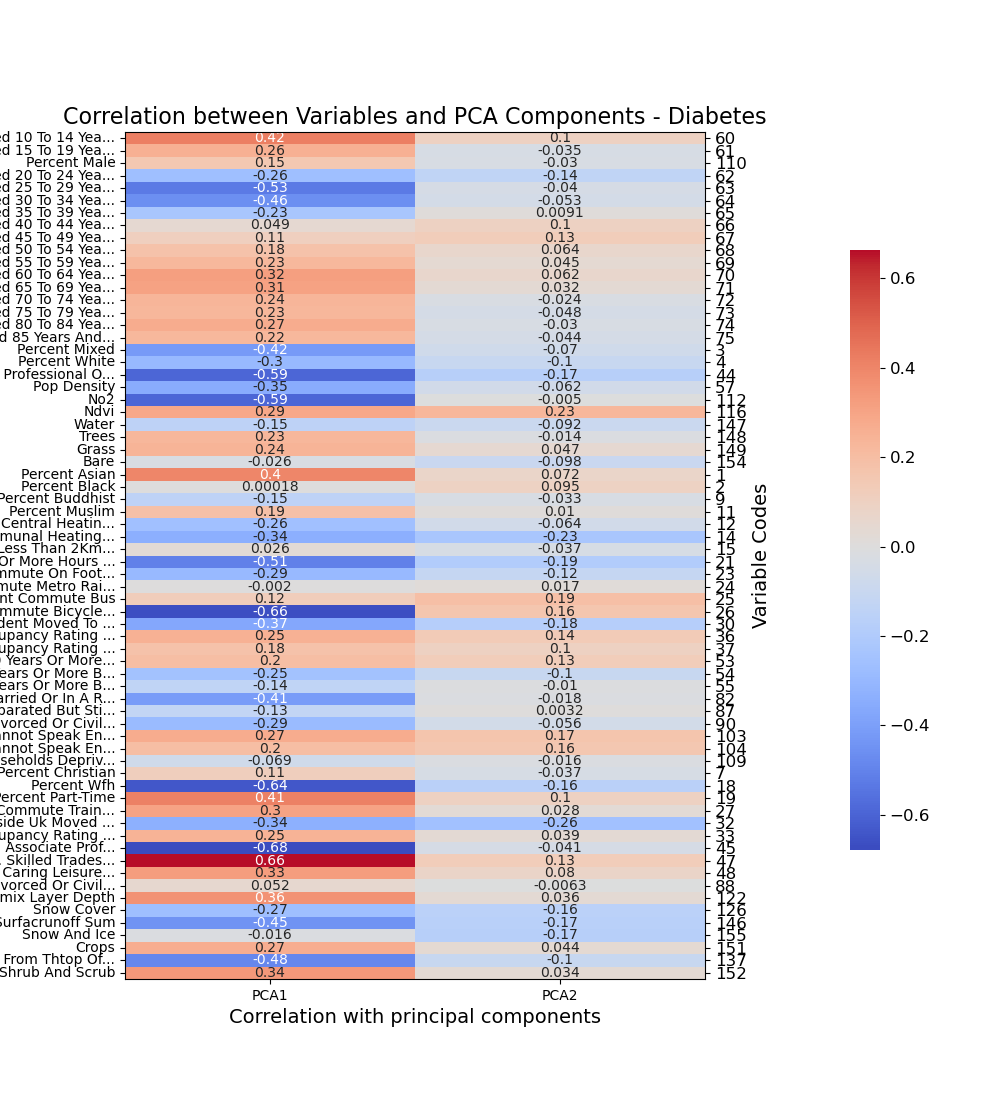 Correlation between Variables and PCA Components - Diabetes
ed 10 To 14 Yea... 0.42 0.1 60
ed 15 To 19 Yea... 0.26 -0.035 61
Percent Male 0.15 -0.03 110
ed 20 To 24 Yea... -0.26 -0.14 62
ed 25 To 29 Yea... -0.53 -0.04 63
ed 30 To 34 Yea... -0.46 -0.053 64
ed 35 To 39 Yea... -0.23 0.0091 65
ed 40 To 44 Yea... 0.049 0.1 66
ed 45 To 49 Yea... 0.11 0.13 67
ed 50 To 54 Yea... 0.18 0.064 68
ed 55 To 59 Yea... 0.23 0.045 69
ed 60 To 64 Yea... 0.32 0.062 70
ed 65 To 69 Yea... 0.31 0.032 71
ed 70 To 74 Yea... 0.24 -0.024 72
ed 75 To 79 Yea... 0.23 -0.048 73
ed 80 To 84 Yea... 0.27 -0.03 74
d 85 Years And... 0.22 -0.044 75
Percent Mixed -0.42 -0.07 3
Percent White -0.3 -0.1 4
Professional O... -0.59 -0.17 44
Pop Density -0.35 -0.062 57
No2 -0.59 -0.005 112
Ndvi 0.29 0.23 116
Water -0.15 -0.092 147
Trees 0.23 -0.014 148
Grass 0.24 0.047 149
Bare -0.026 -0.098 154
Percent Asian 0.4 0.072 1
Percent Black 0.00018 0.095 2
Percent Buddhist -0.15 -0.033 9
Percent Muslim 0.19 0.01 11
Central Heatin... -0.26 -0.064 12
munal Heating... -0.34 -0.23 14
Less Than 2Km... 0.026 -0.037 15
Or More Hours ... -0.51 -0.19 21
mmute On Foot... -0.29 -0.12 23
mute Metro Rai... -0.002 0.017 24
nt Commute Bus 0.12 0.19 25
mmute Bicycle... -0.66 0.16 26
dent Moved To ... -0.37 -0.18 30
upancy Rating ... 0.25 0.14 36
upancy Rating ... 0.18 0.1 37
0 Years Or More... 0.2 0.13 53
ears Or More B... -0.25 -0.1 54
ears Or More B... -0.14 -0.01 55
arried Or In A R... -0.41 -0.018 82
parated But Sti... -0.13 0.0032 87
vorced Or Civil... -0.29 -0.056 90
annot Speak En... 0.27 0.17 103
annot Speak En... 0.2 0.16 104
useholds Depriv... -0.069 -0.016 109
Percent Christian 0.11 -0.037 7
Percent Wfh -0.64 -0.16 18
Percent Part-Time 0.41 0.1 19
Commute Train... 0.3 0.028 27
side Uk Moved ... -0.34 -0.26 32
upancy Rating ... 0.25 0.039 33
Associate Prof... -0.68 -0.041 45
. Skilled Trades... 0.66 0.13 47
Caring Leisure... 0.33 0.08 48
vorced Or Civil... 0.052 -0.0063 88
mix Layer Depth 0.36 0.036 122
Snow Cover -0.27 -0.16 126
Surfacrunoff Sum -0.45 -0.17 146
Snow And Ice -0.016 -0.17 155
Crops 0.27 0.044 151
From Thtop Of... -0.48 -0.1 137
Shrub And Scrub 0.34 0.034 152
PCA1 PCA2
Correlation with principal components
Variable Codes
0.6
0.4
0.2
0.0
−0.2
−0.4
−0.6